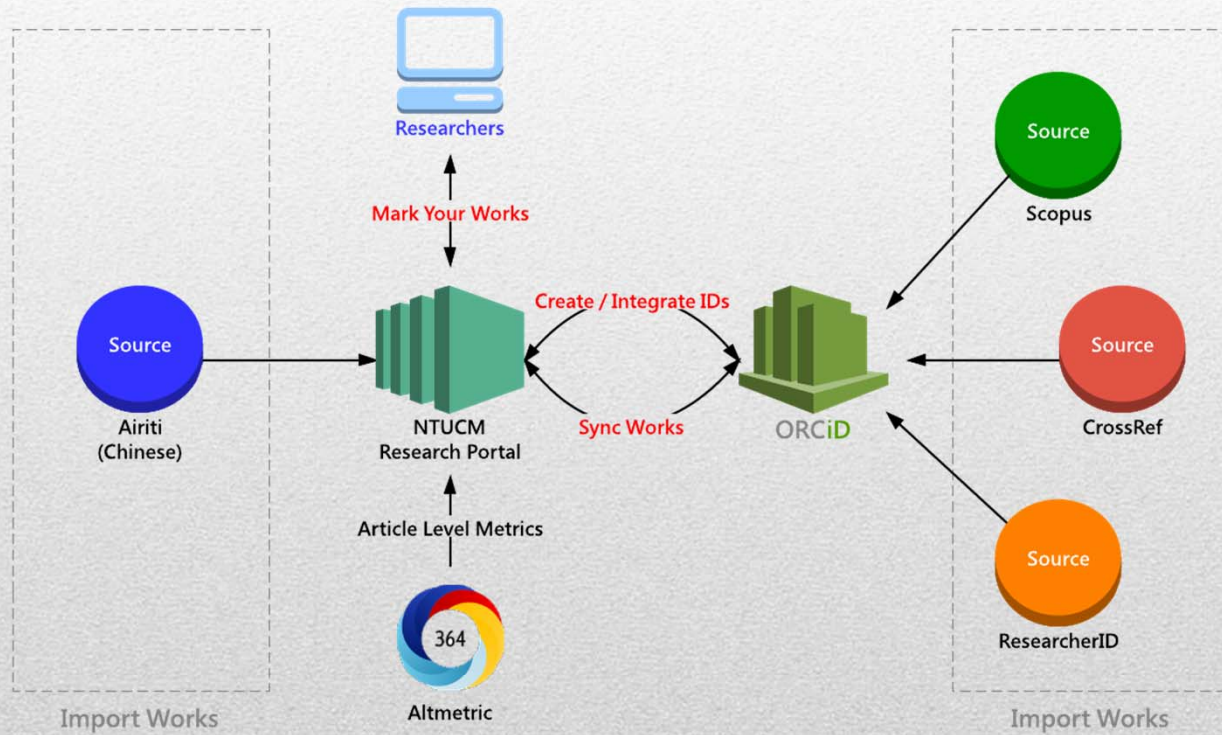 Researchers
Mark Your Works
Source
Airiti
(Chinese)
Import Works
NTUCM
Research Portal
Article Level Metrics
364
Altmetric
Create / Integrate IDs
Sync Works
ORCiD
Source
Scopus
Source
CrossRef
Source
ResearcherID
Import Works